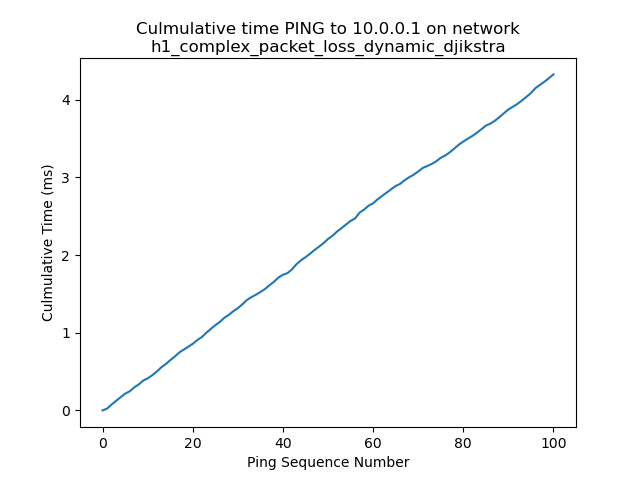 Culmulative time PING to 10.0.0.1 on network
h1_complex_packet_loss_dynamic_djikstra
Culmulative Time (ms)
4
3
2
1
0
0 20 40 60 80 100
Ping Sequence Number